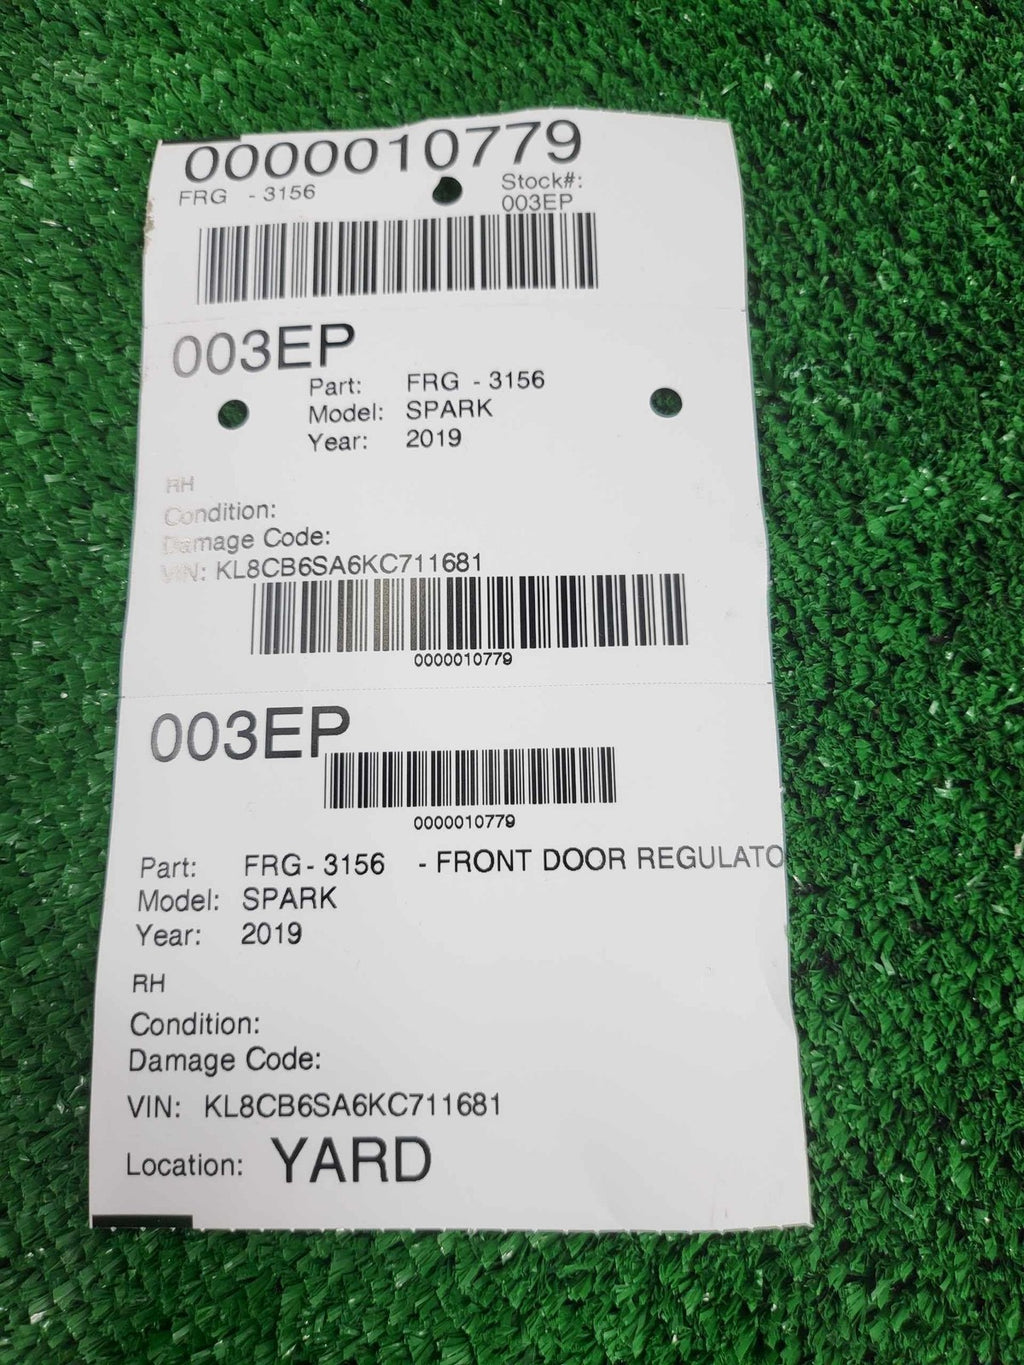 0000010779
FRG - 3156
Stock#:
003EP
003EP
Part: FRG - 3156
Model: SPARK
Year: 2019
RH
Condition:
Damage Code:
VIN: KL8CB6SA6KC711681
0000010779
003EP
0000010779
Part: FRG - 3156 - FRONT DOOR REGULATO
Model: SPARK
Year: 2019
RH
Condition:
Damage Code:
VIN: KL8CB6SA6KC711681
Location: YARD